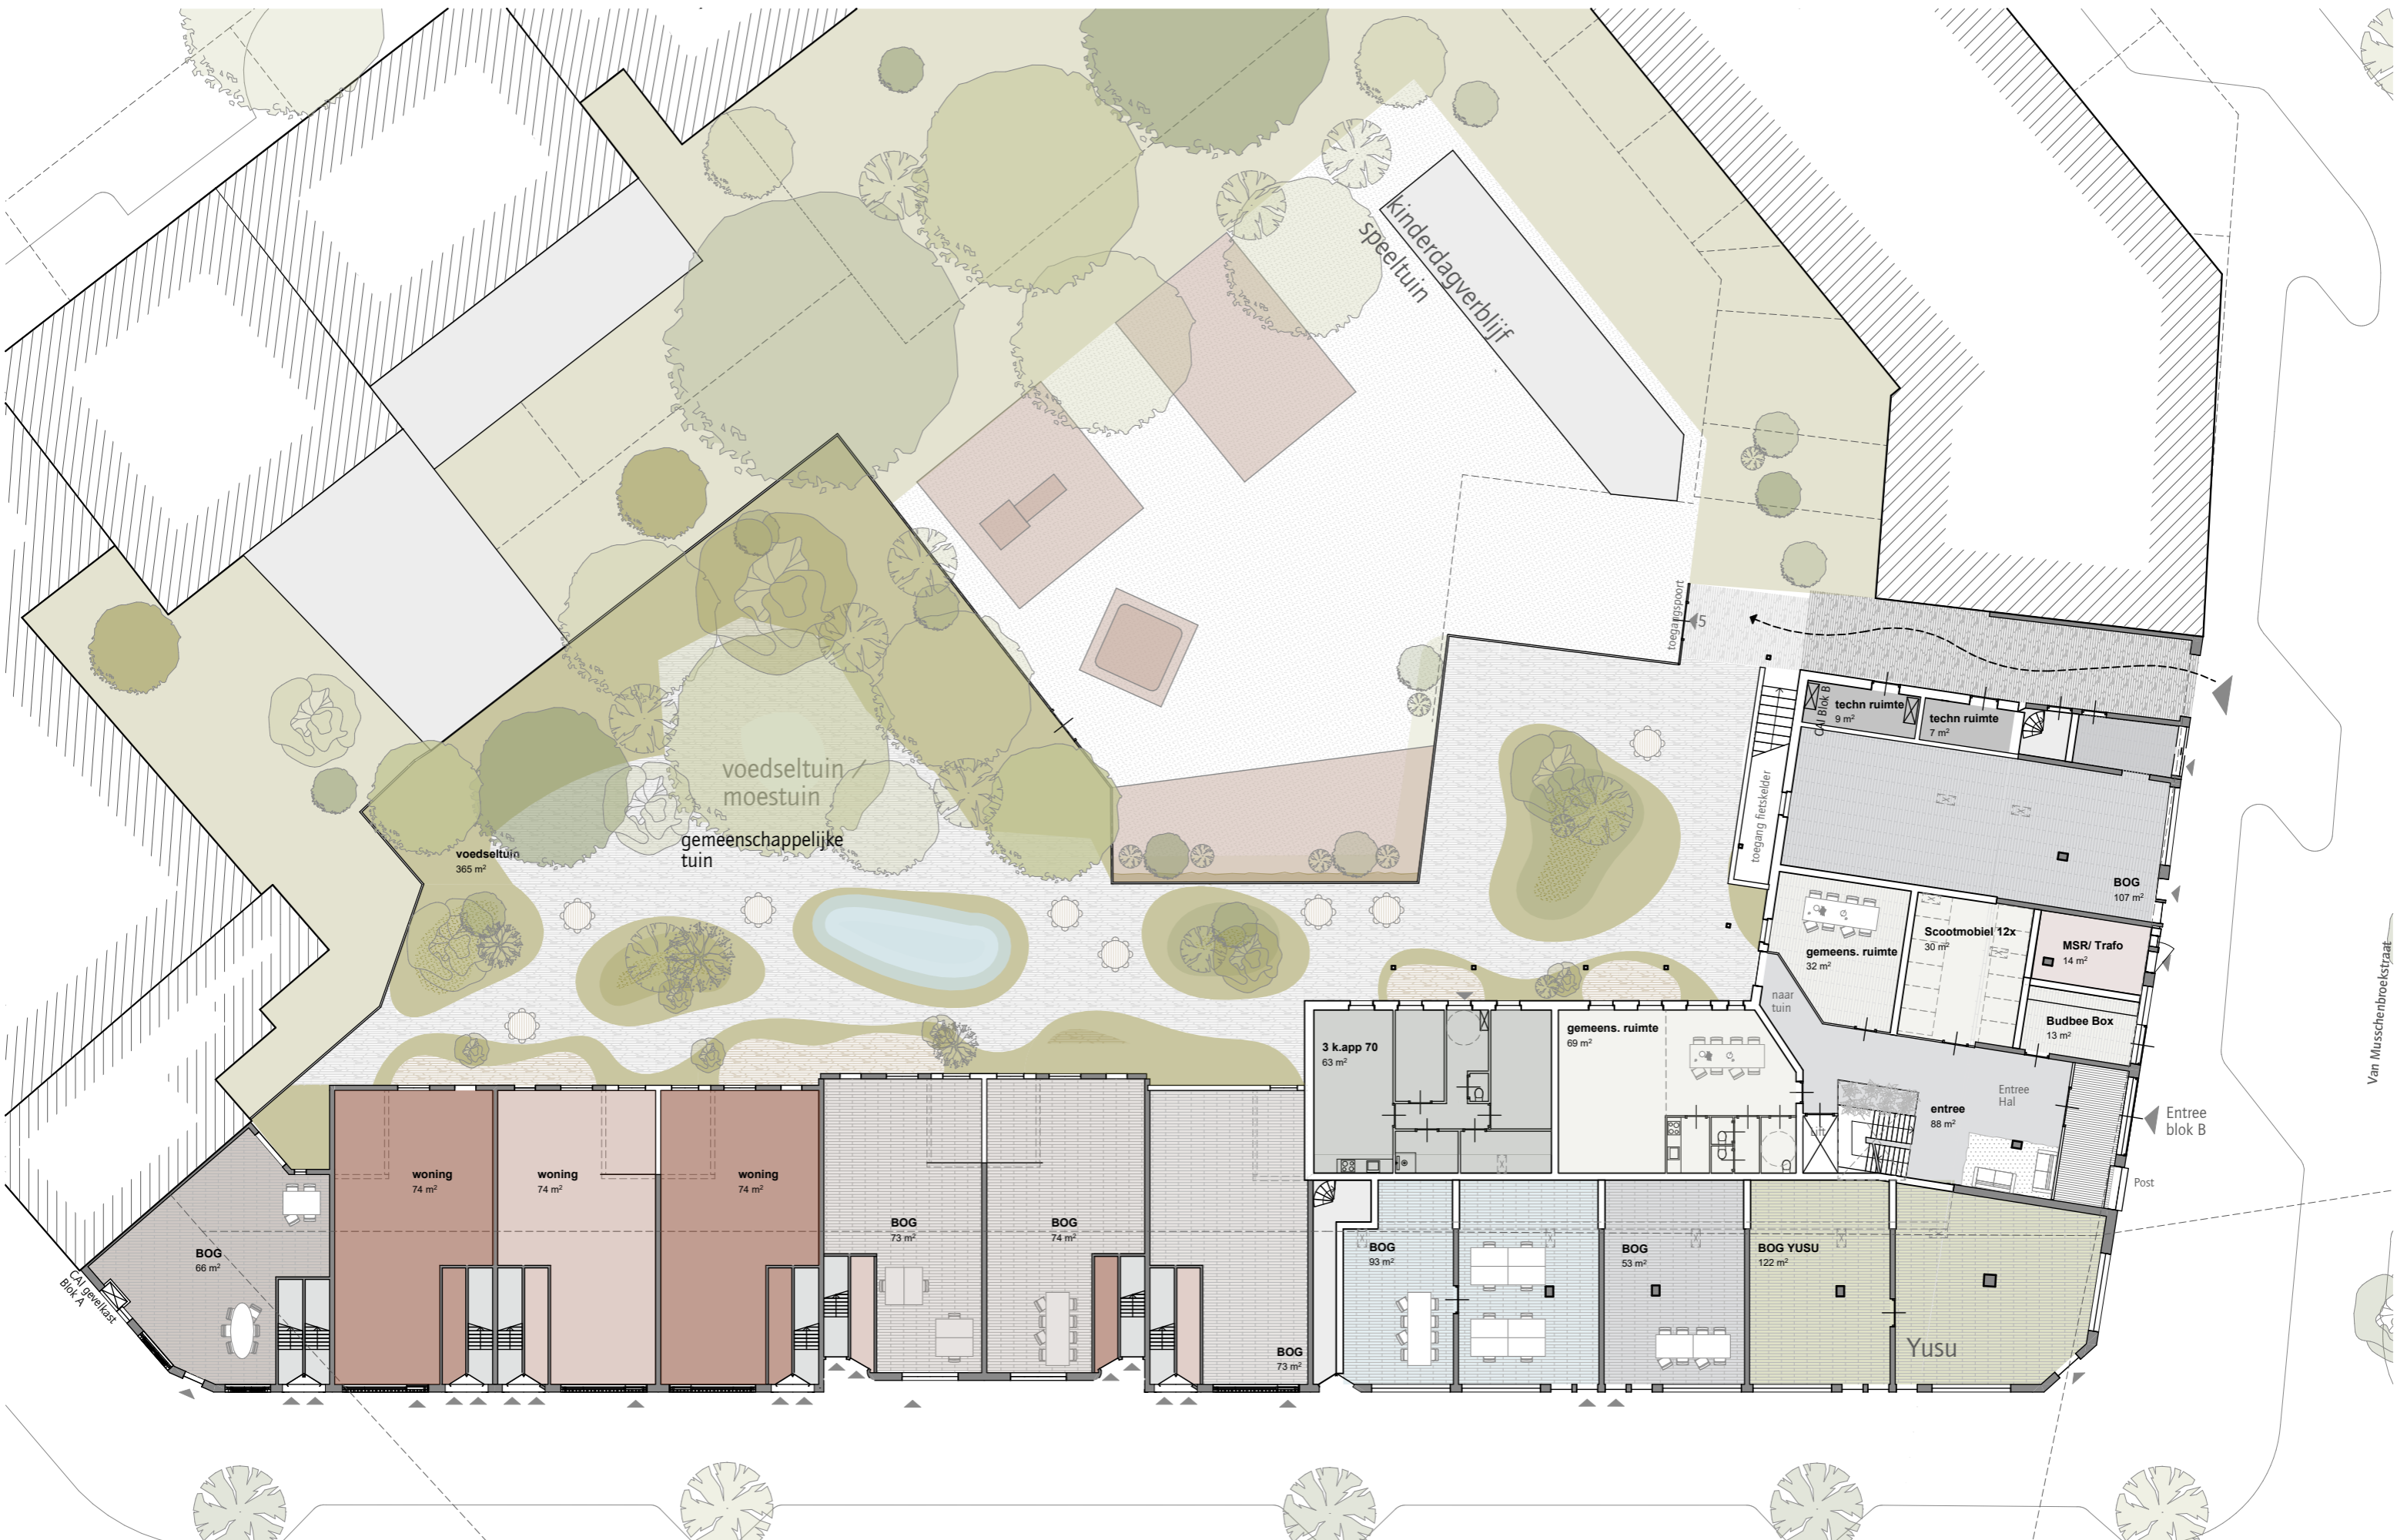 kinderdagverblijf
speeltuin
toegangspoort
5
CAI Blok B
techn ruimte
9 m²
techn ruimte
7 m²
toegang fietskelder
voedseltuin /
moestuin
gemeenschappelijke
tuin
voedseltuin
365 m²
BOG
107 m²
gemeens. ruimte
32 m²
Scootmobiel 12x
30 m²
MSR/ Trafo
14 m²
Budbee Box
13 m²
naar
tuin
Van Musschenbroekstraat
3 k.app 70
63 m²
gemeens. ruimte
69 m²
Lift
Entree
Hal
entree
88 m²
Entree
blok B
Post
woning
74 m²
woning
74 m²
woning
74 m²
BOG
73 m²
BOG
74 m²
BOG
66 m²
CAI gevelkast
Blok A
BOG
73 m²
BOG
93 m²
BOG
53 m²
BOG YUSU
122 m²
Yusu